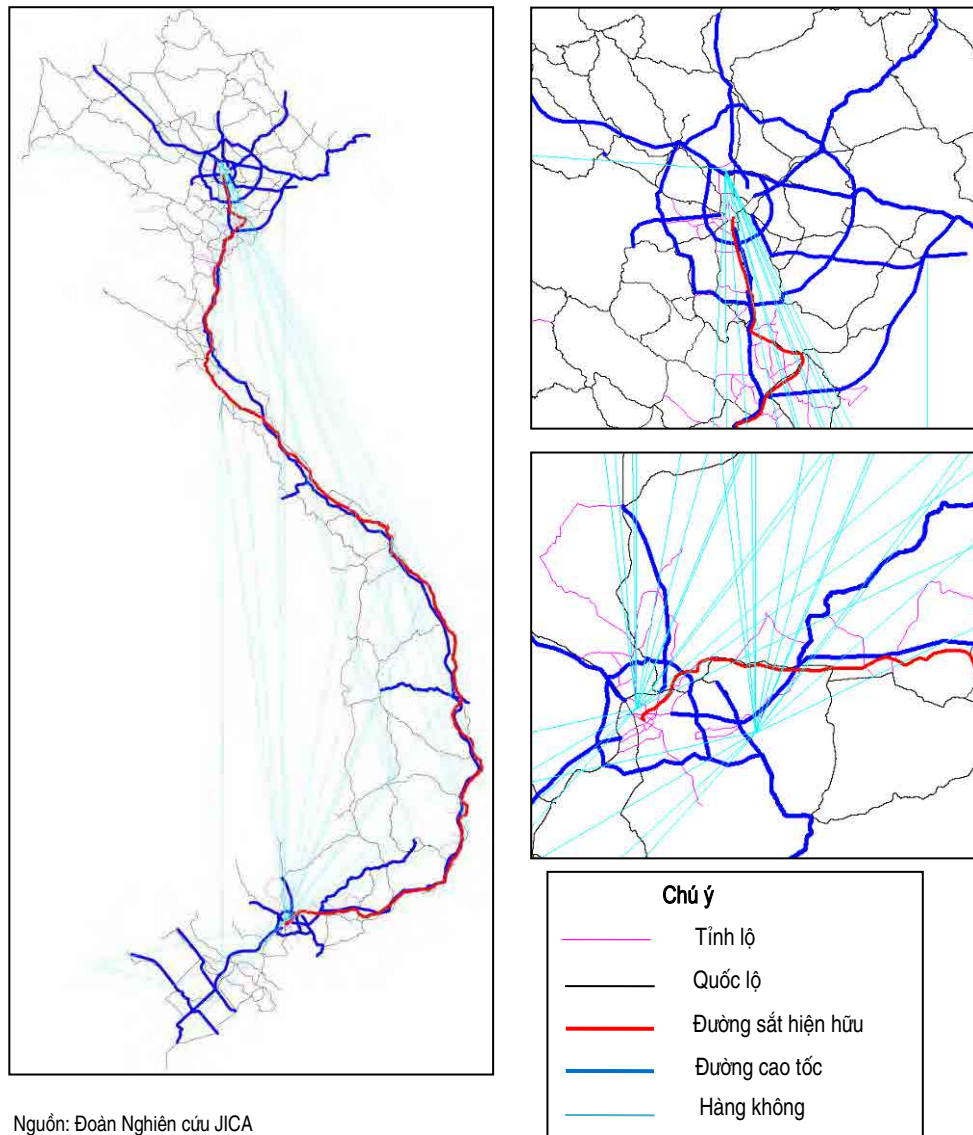 Chú ý
Tỉnh lộ
Quốc lộ
Đường sắt hiện hữu
Đường cao tốc
Hàng không
Nguồn: Đoàn Nghiên cứu JICA